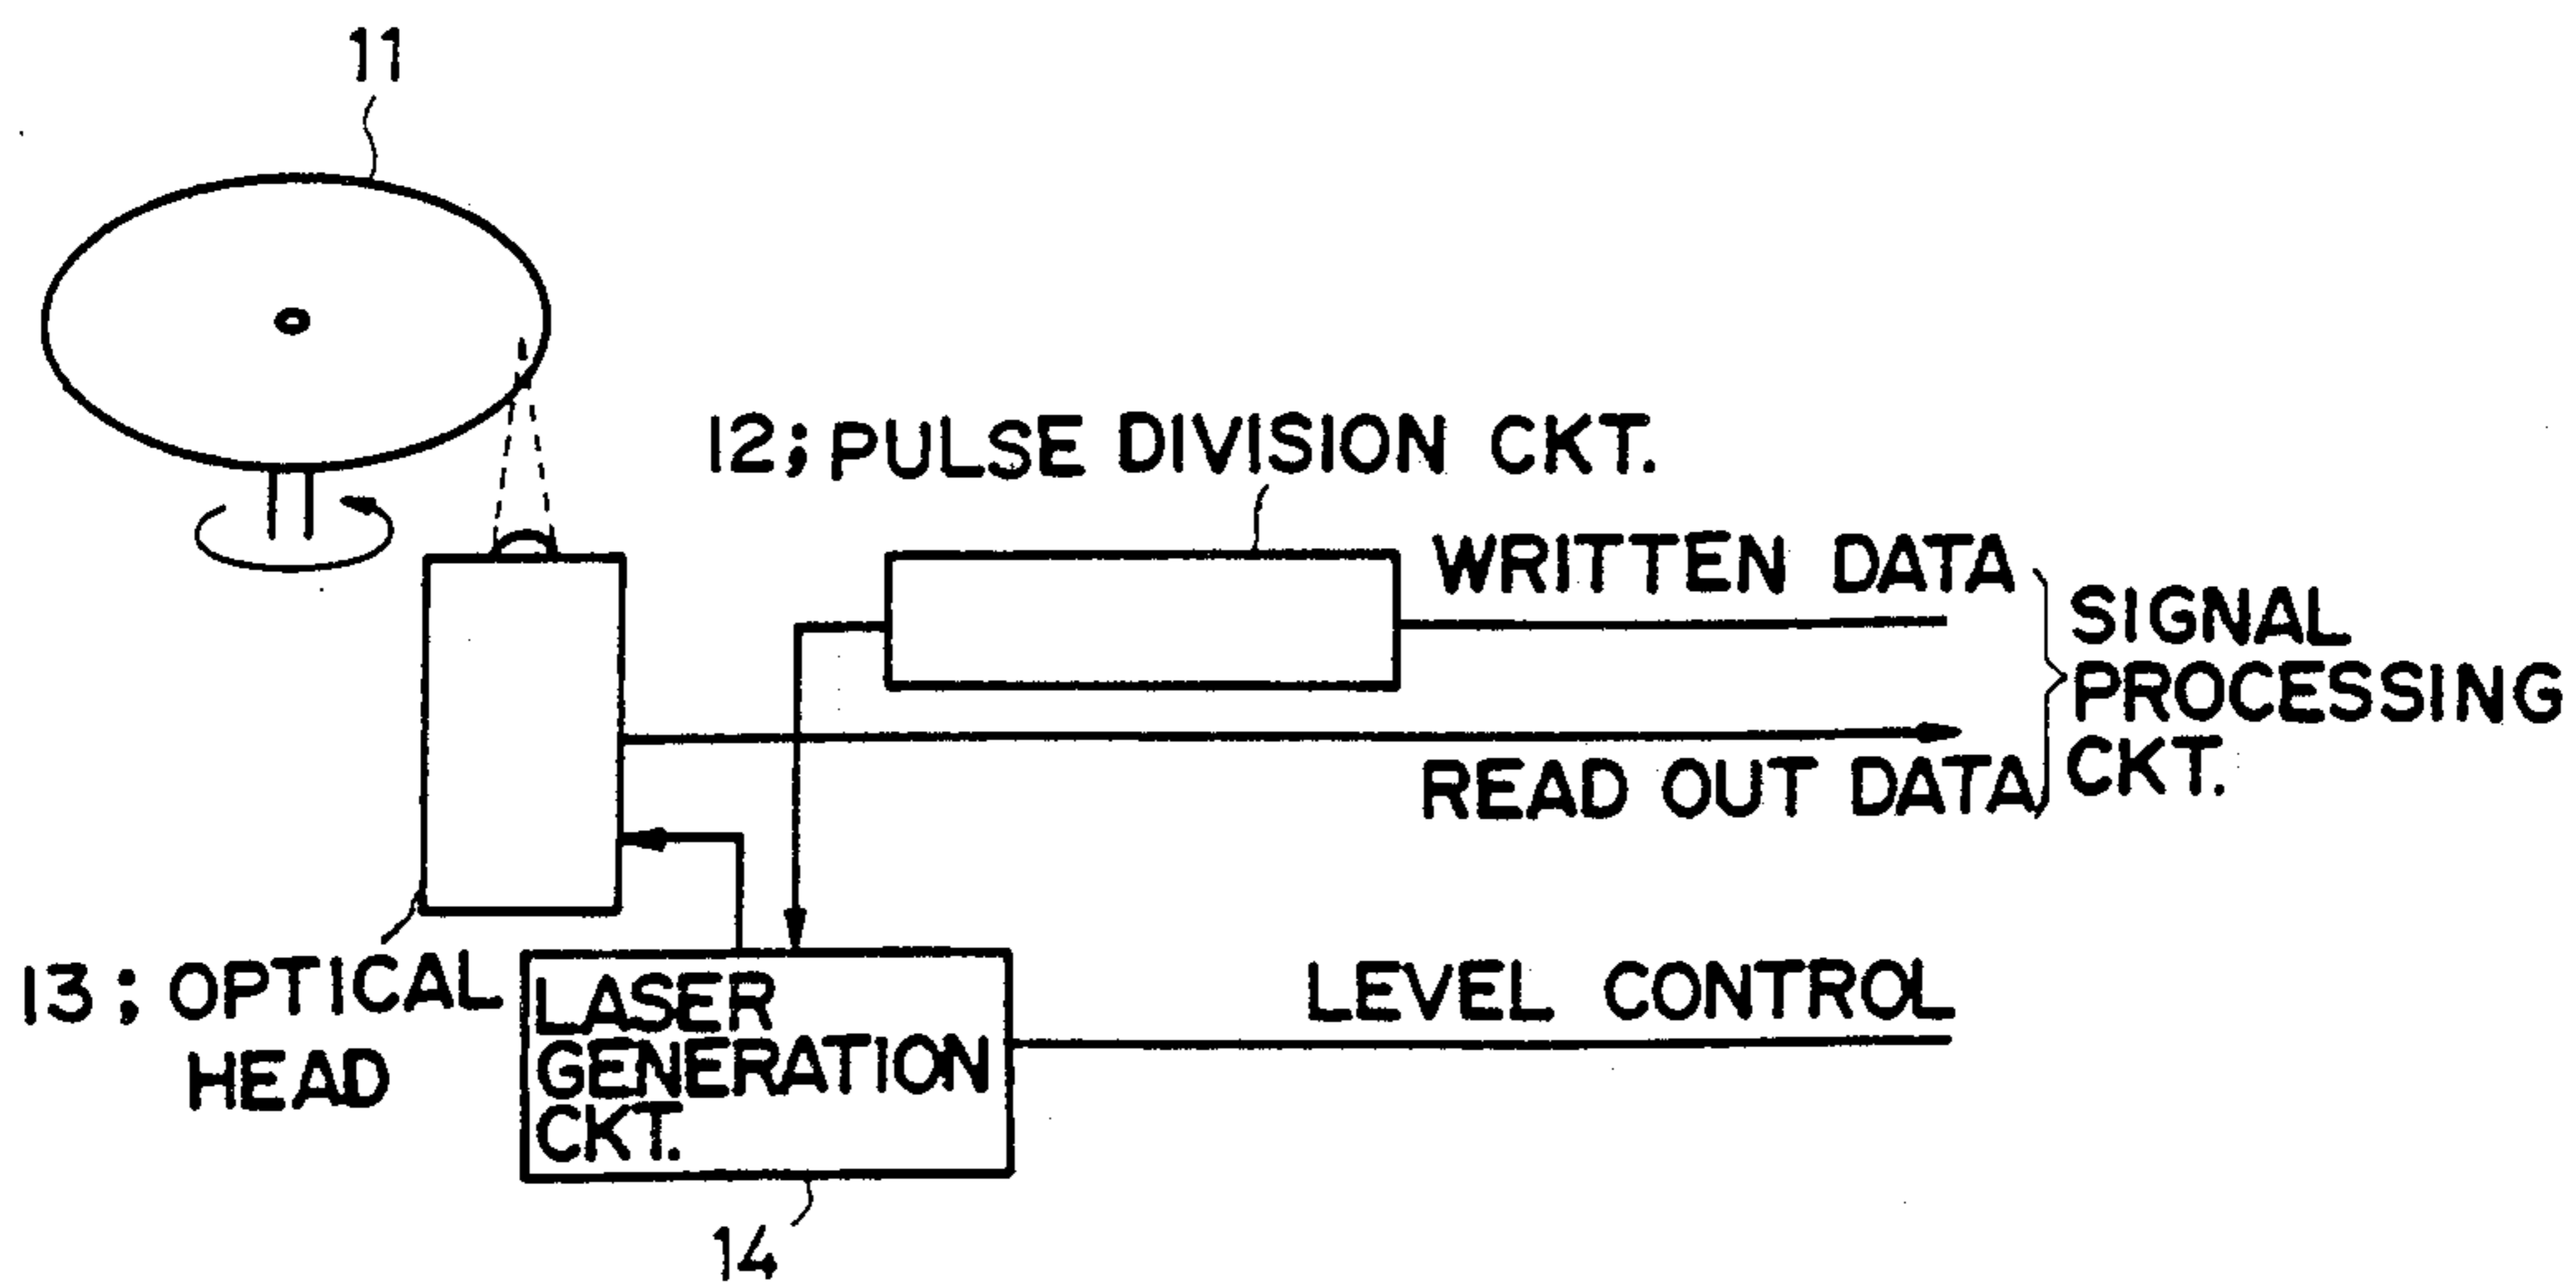 11
12; PULSE DIVISION CKT.
WRITTEN DATA
SIGNAL
PROCESSING
CKT.
READ OUT DATA
13; OPTICAL
HEAD
LASER
GENERATION
CKT.
LEVEL CONTROL
14